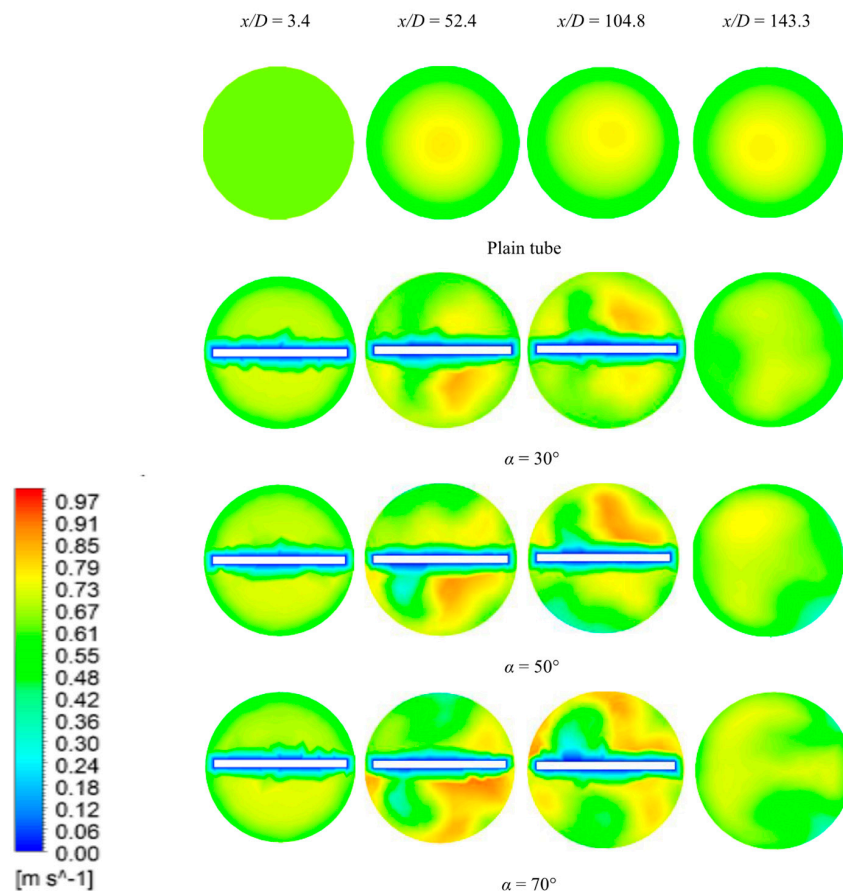 x/D = 3.4 x/D = 52.4 x/D = 104.8 x/D = 143.3
Plain tube
α = 30°
0.97
0.91
0.85
0.79
0.73
0.67
0.61
0.55
0.48
0.42
0.36
0.30
0.24
0.18
0.12
0.06
0.00
[m s^-1]
α = 50°
α = 70°